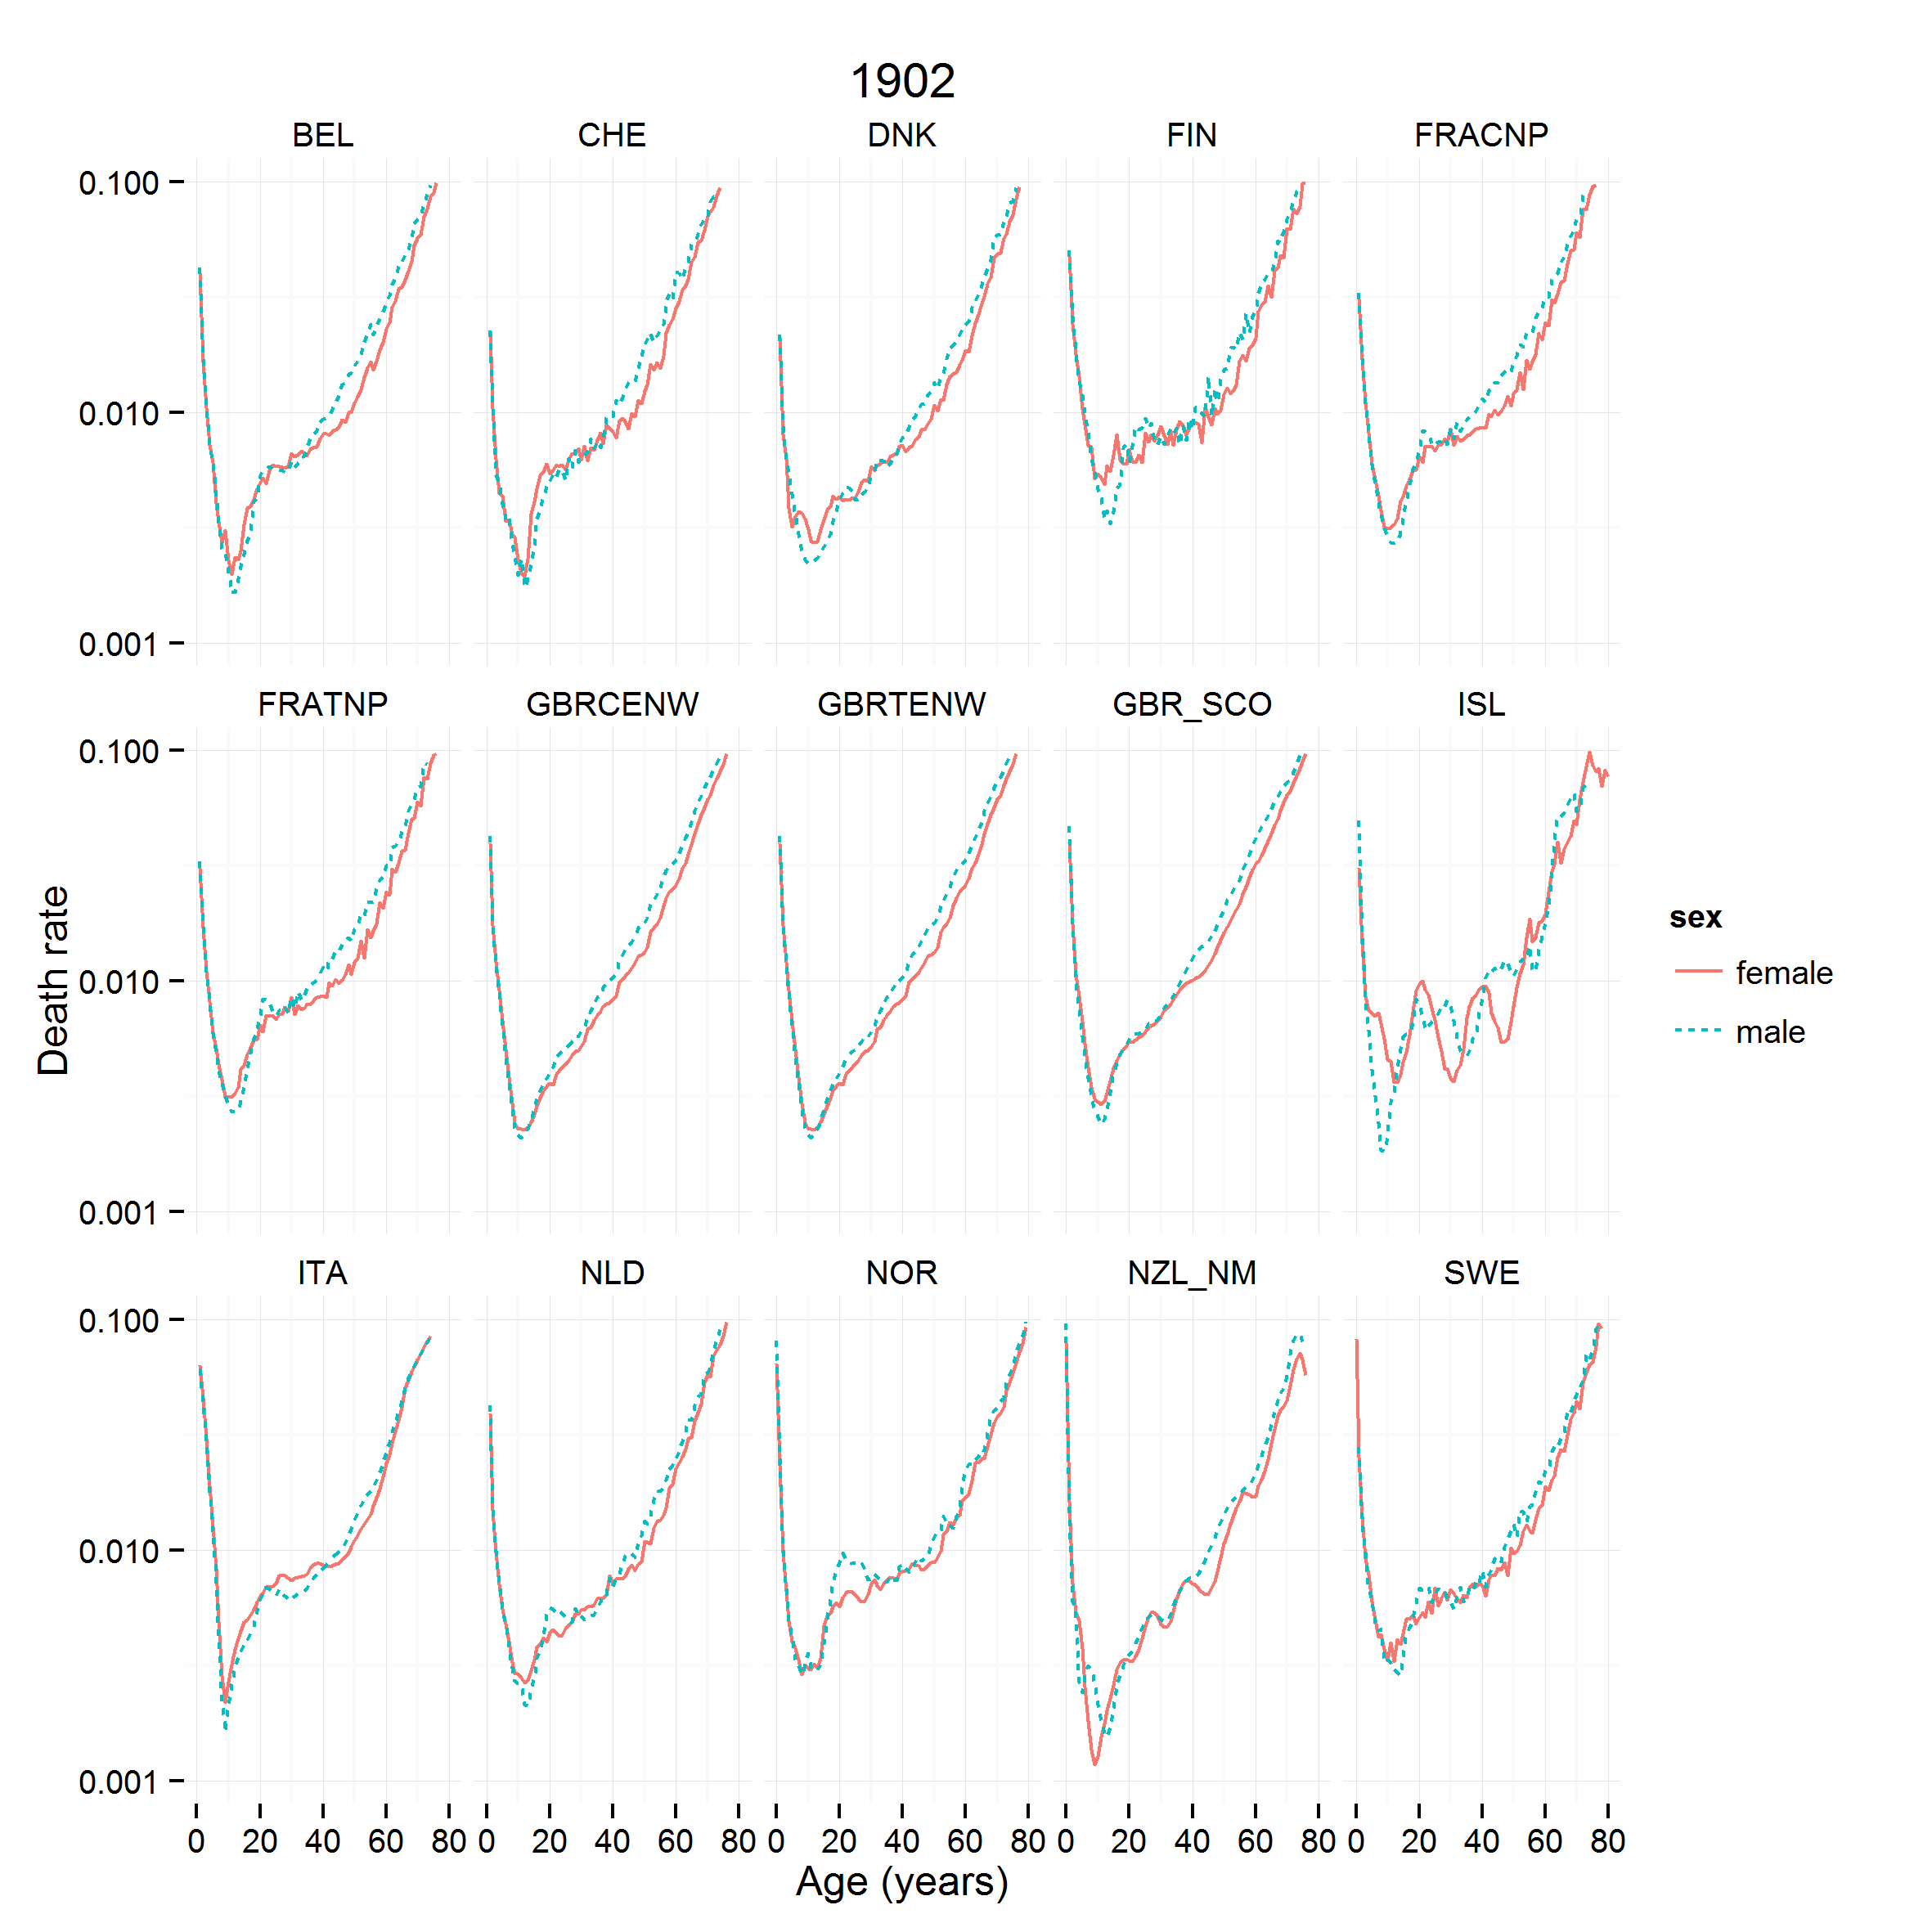 1902
BEL CHE DNK FIN FRACNP
0.100
0.010
0.001
FRATNP GBRCENW GBRTENW GBR_SCO ISL
0.100
0.010
0.001
ITA NLD NOR NZL_NM SWE
0.100
0.010
0.001
0 20 40 60 80 0 20 40 60 80 0 20 40 60 80 0 20 40 60 80 0 20 40 60 80
Age (years)
Death rate
sex
female
male